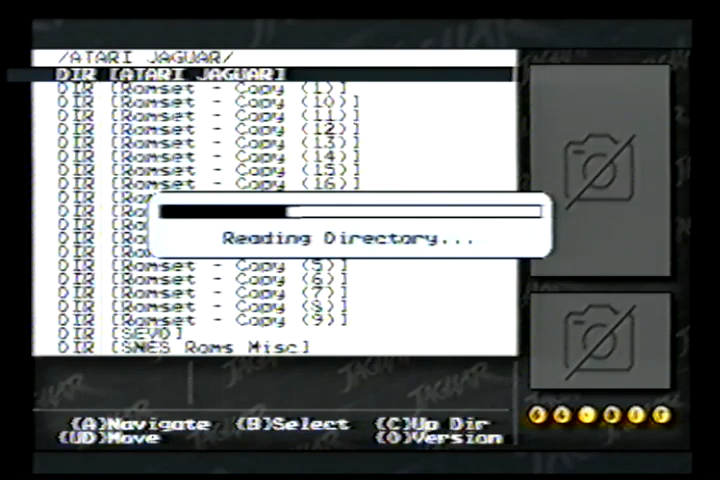 /ATARI JAGUAR/
DIR [ATARI JAGUAR]
DIR [Romset - Copy (1)]
DIR [Romset - Copy (10)]
DIR [Romset - Copy (11)]
DIR [Romset - Copy (12)]
DIR [Romset - Copy (13)]
DIR [Romset - Copy (14)]
DIR [Romset - Copy (15)]
DIR [Romset - Copy (16)]
DIR
DIR
DIR
DIR
DIR
Reading Directory...
DIR [Romset - Copy (5)]
DIR [Romset - Copy (6)]
DIR [Romset - Copy (7)]
DIR [Romset - Copy (8)]
DIR [Romset - Copy (9)]
DIR [SEVO]
DIR [SNES Roms Misc]
(A)Navigate (B)Select (C)Up Dir
(UD)Move (0)Version
JAGUAR
JAGUAR
JAGUAR